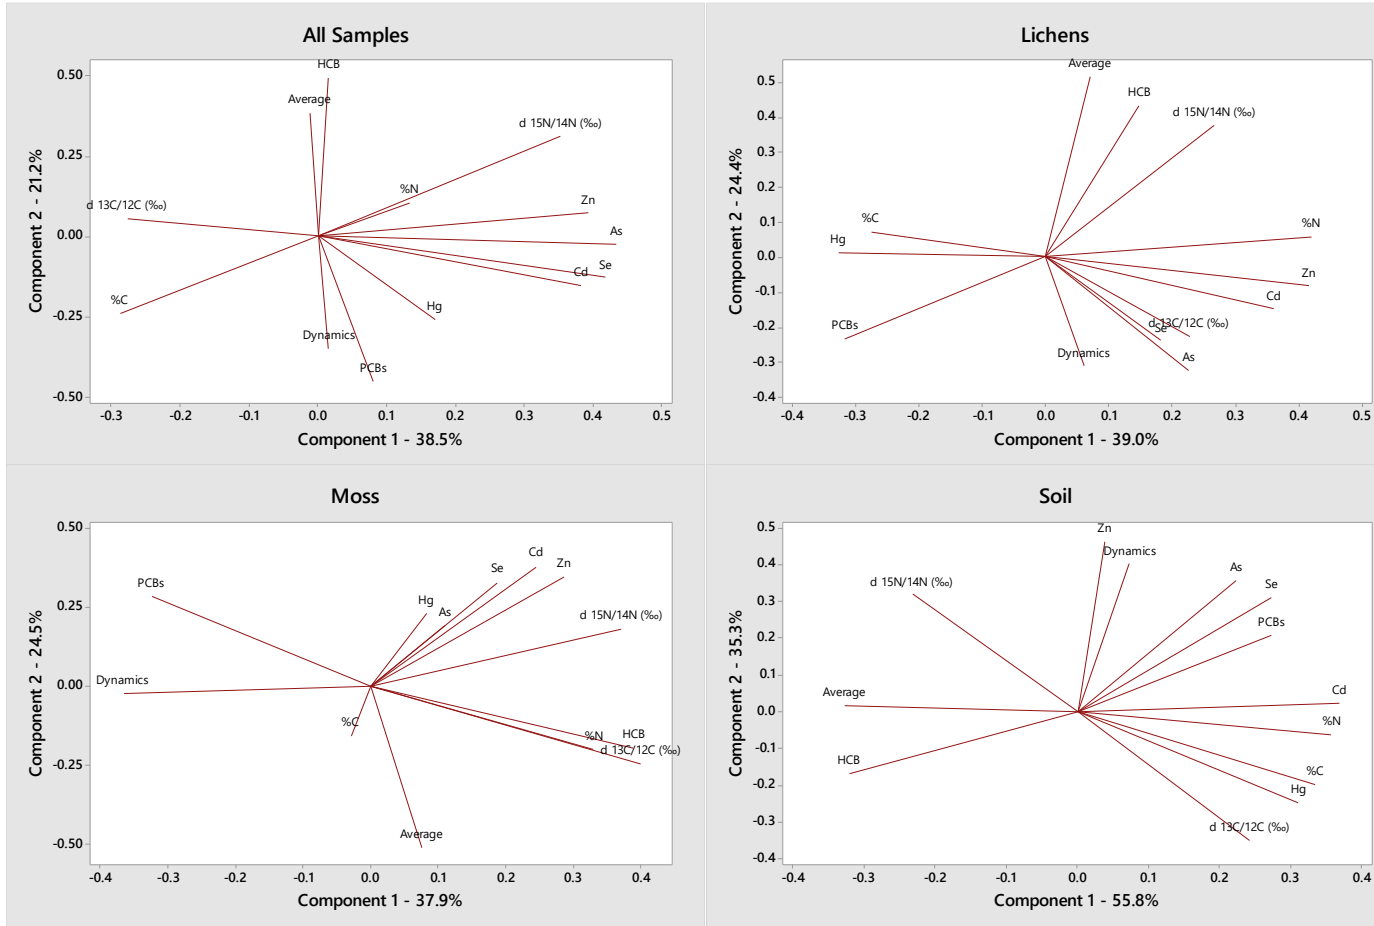 All Samples
HCB
0.50
Average
d 15N/14N (‰)
0.25
%N
Zn
d 13C/12C (‰)
As
0.00
Se
Cd
%C
Hg
-0.25
Dynamics
PCBs
-0.50
-0.3 -0.2 -0.1 0.0 0.1 0.2 0.3 0.4 0.5
Component 1 - 38.5%
Component 2 - 21.2%
Lichens
Average
0.5
HCB
d 15N/14N (‰)
0.4
0.3
0.2
%C
%N
0.1
Hg
0.0
Zn
Cd
-0.1
PCBs
d 13C/12C (‰)
Se
-0.2
Dynamics
As
-0.3
-0.4
-0.4 -0.3 -0.2 -0.1 0.0 0.1 0.2 0.3 0.4 0.5
Component 1 - 39.0%
Component 2 - 24.4%
Moss
0.50
Cd
Zn
Se
PCBs
Hg
0.25
As
d 15N/14N (‰)
Dynamics
0.00
%C
%N
HCB
d 13C/12C (‰)
-0.25
Average
-0.50
-0.4 -0.3 -0.2 -0.1 0.0 0.1 0.2 0.3 0.4
Component 1 - 37.9%
Component 2 - 24.5%
Soil
Zn
0.5
Dynamics
As
0.4
d 15N/14N (‰)
Se
0.3
PCBs
0.2
Average
Cd
0.1
%N
0.0
HCB
-0.1
%C
Hg
-0.2
d 13C/12C (‰)
-0.3
-0.4
-0.4 -0.3 -0.2 -0.1 0.0 0.1 0.2 0.3 0.4
Component 1 - 55.8%
Component 2 - 35.3%